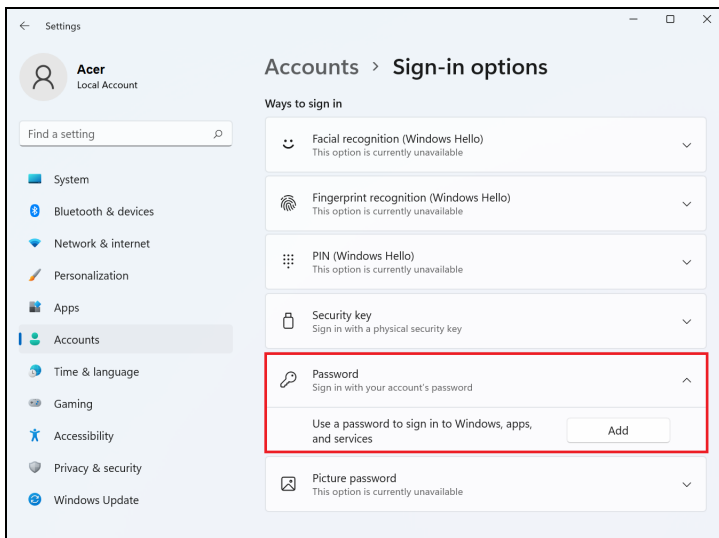 Settings
Acer
Local Account
Find a setting
System
Bluetooth & devices
Network & internet
Personalization
Apps
Accounts
Time & language
Gaming
Accessibility
Privacy & security
Windows Update
Accounts > Sign-in options
Ways to sign in
Facial recognition (Windows Hello)
This option is currently unavailable
Fingerprint recognition (Windows Hello)
This option is currently unavailable
PIN (Windows Hello)
This option is currently unavailable
Security key
Sign in with a physical security key
Password
Sign in with your account's password
Use a password to sign in to Windows, apps,
and services
Add
Picture password
This option is currently unavailable